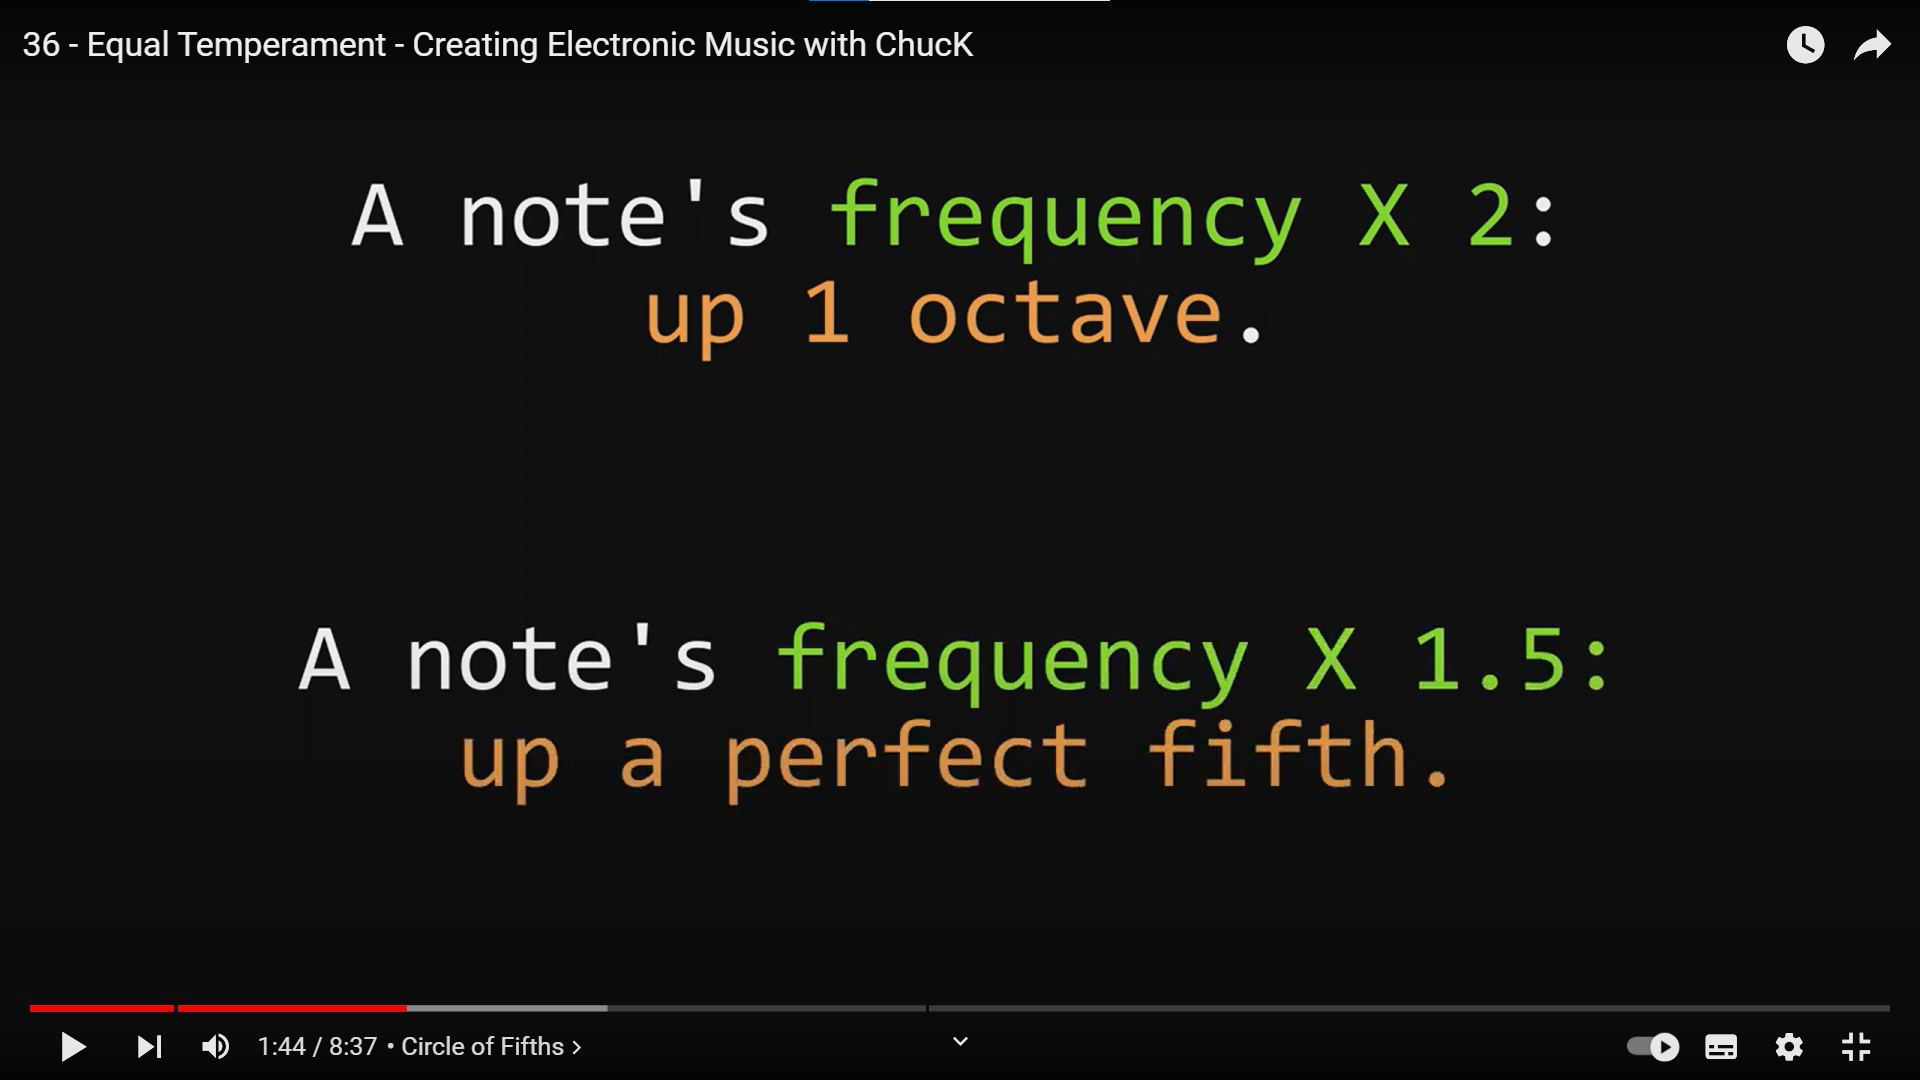 36 - Equal Temperament - Creating Electronic Music with ChucK
A note's frequency X 2:
up 1 octave.
A note's frequency X 1.5:
up a perfect fifth.
1:44 / 8:37 • Circle of Fifths >